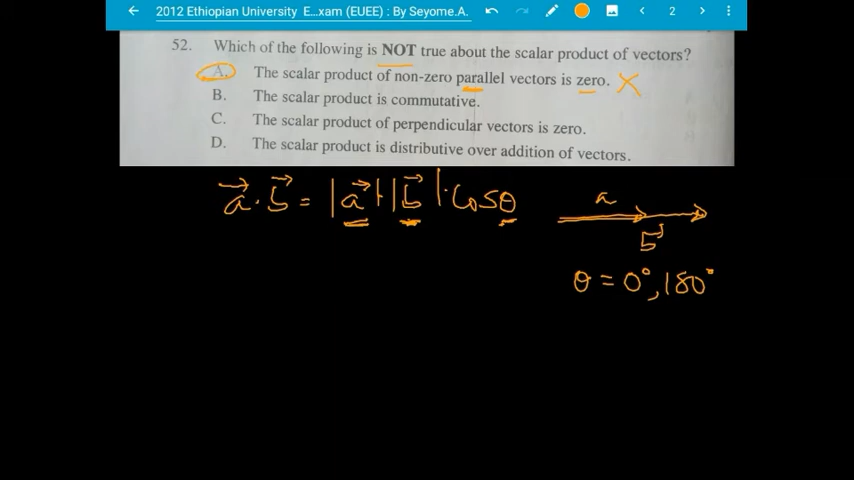 2012 Ethiopian University E...xam (EUEE) : By Seyome.A.
2
52. Which of the following is NOT true about the scalar product of vectors?
A. The scalar product of non-zero parallel vectors is zero. X
B. The scalar product is commutative.
C. The scalar product of perpendicular vectors is zero.
D. The scalar product is distributive over addition of vectors.
a⃗ · b⃗ = |a⃗| |b⃗| · cosθ
a
b⃗
θ = 0°, 180°